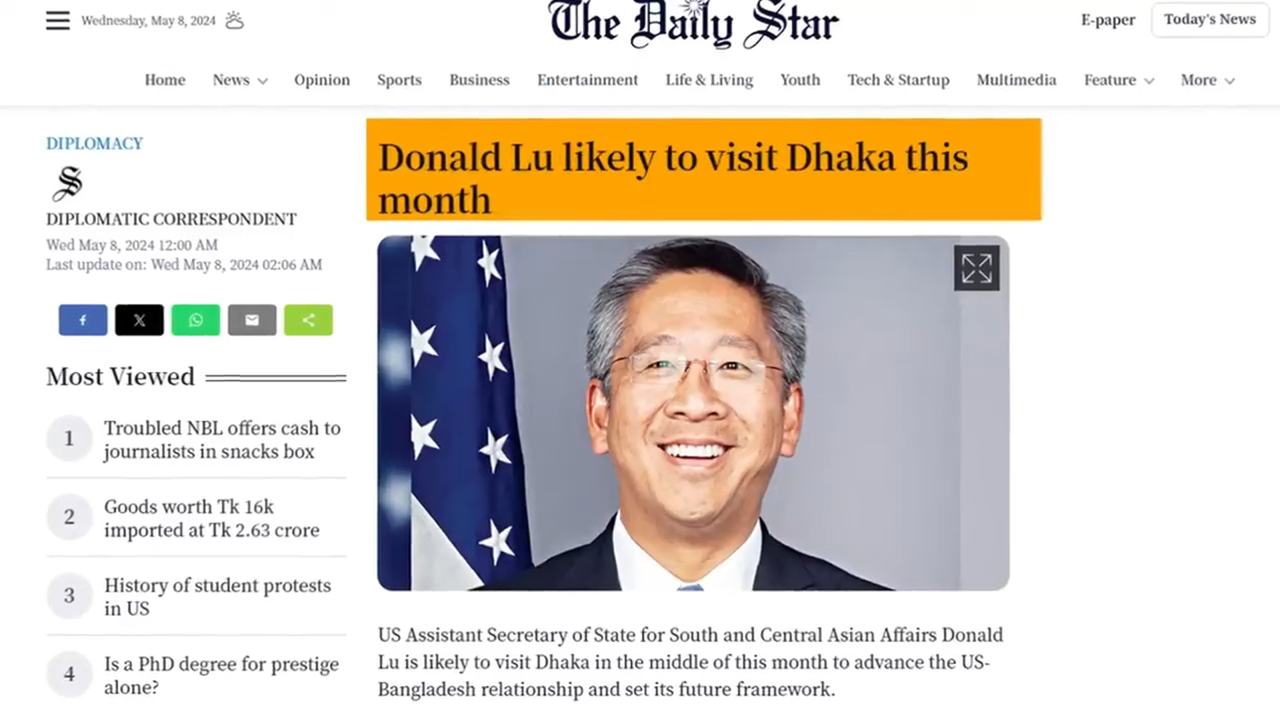 Wednesday, May 8, 2024
The Daily Star
E-paper
Today's News
Home
News
Opinion
Sports
Business
Entertainment
Life & Living
Youth
Tech & Startup
Multimedia
Feature
More
DIPLOMACY
S
DIPLOMATIC CORRESPONDENT
Wed May 8, 2024 12:00 AM
Last update on: Wed May 8, 2024 02:06 AM
Most Viewed
1
Troubled NBL offers cash to
journalists in snacks box
2
Goods worth Tk 16k
imported at Tk 2.63 crore
3
History of student protests
in US
4
Is a PhD degree for prestige
alone?
Donald Lu likely to visit Dhaka this
month
US Assistant Secretary of State for South and Central Asian Affairs Donald
Lu is likely to visit Dhaka in the middle of this month to advance the US-
Bangladesh relationship and set its future framework.